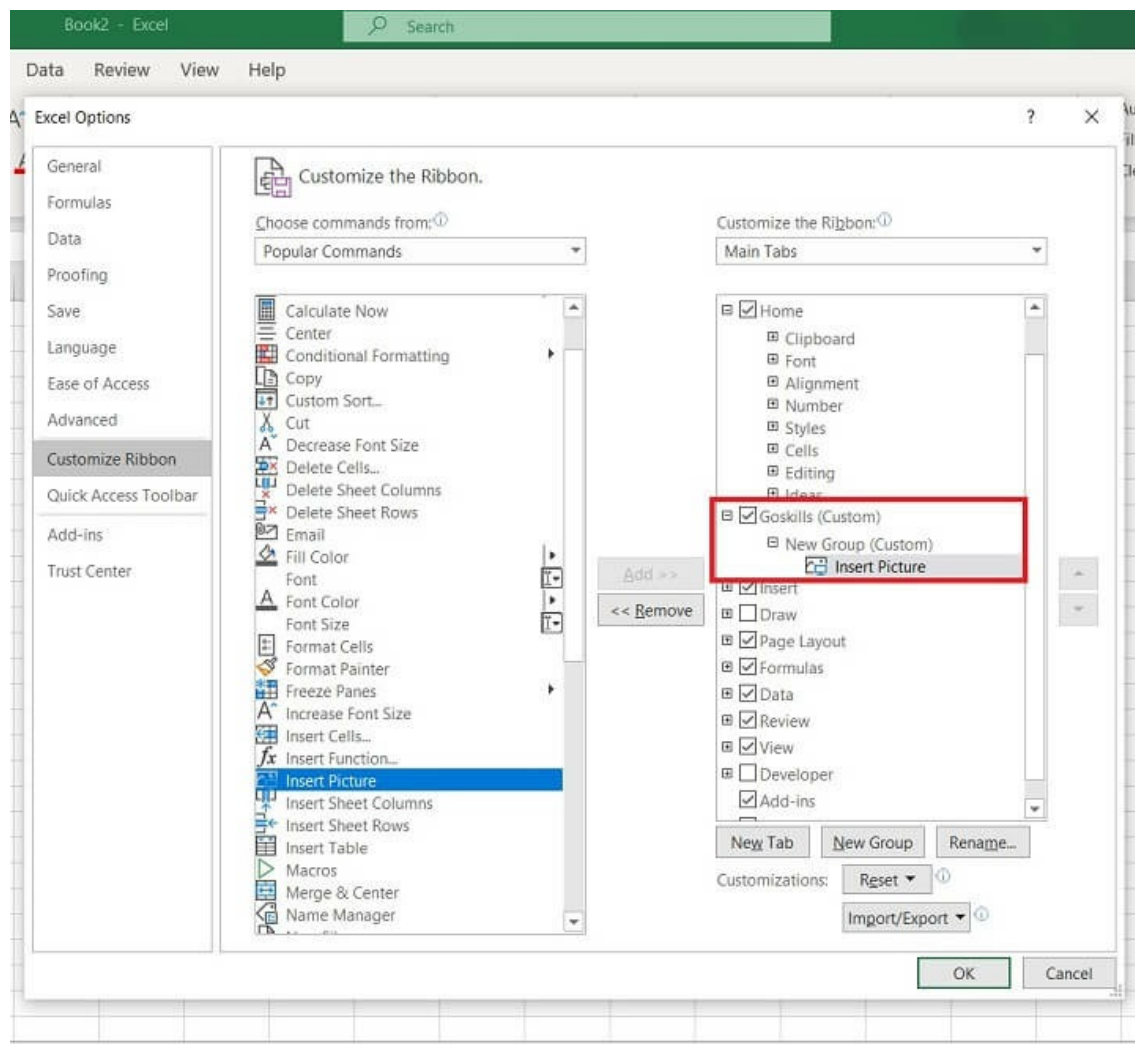 Book2 - Excel
Search
Data Review View Help
Excel Options
?
General
Formulas
Data
Proofing
Save
Language
Ease of Access
Advanced
Customize Ribbon
Quick Access Toolbar
Add-ins
Trust Center
Customize the Ribbon.
Choose commands from:
Popular Commands
Calculate Now
Center
Conditional Formatting
Copy
Custom Sort...
Cut
Decrease Font Size
Delete Cells...
Delete Sheet Columns
Delete Sheet Rows
Email
Fill Color
Font
Font Color
Font Size
Format Cells
Format Painter
Freeze Panes
Increase Font Size
Insert Cells...
Insert Function...
Insert Picture
Insert Sheet Columns
Insert Sheet Rows
Insert Table
Macros
Merge & Center
Name Manager
Add >>
<< Remove
Customize the Ribbon:
Main Tabs
Home
Clipboard
Font
Alignment
Number
Styles
Cells
Editing
Ideas
Goskills (Custom)
New Group (Custom)
Insert Picture
Insert
Draw
Page Layout
Formulas
Data
Review
View
Developer
Add-ins
New Tab New Group Rename...
Customizations: Reset
Import/Export
OK Cancel